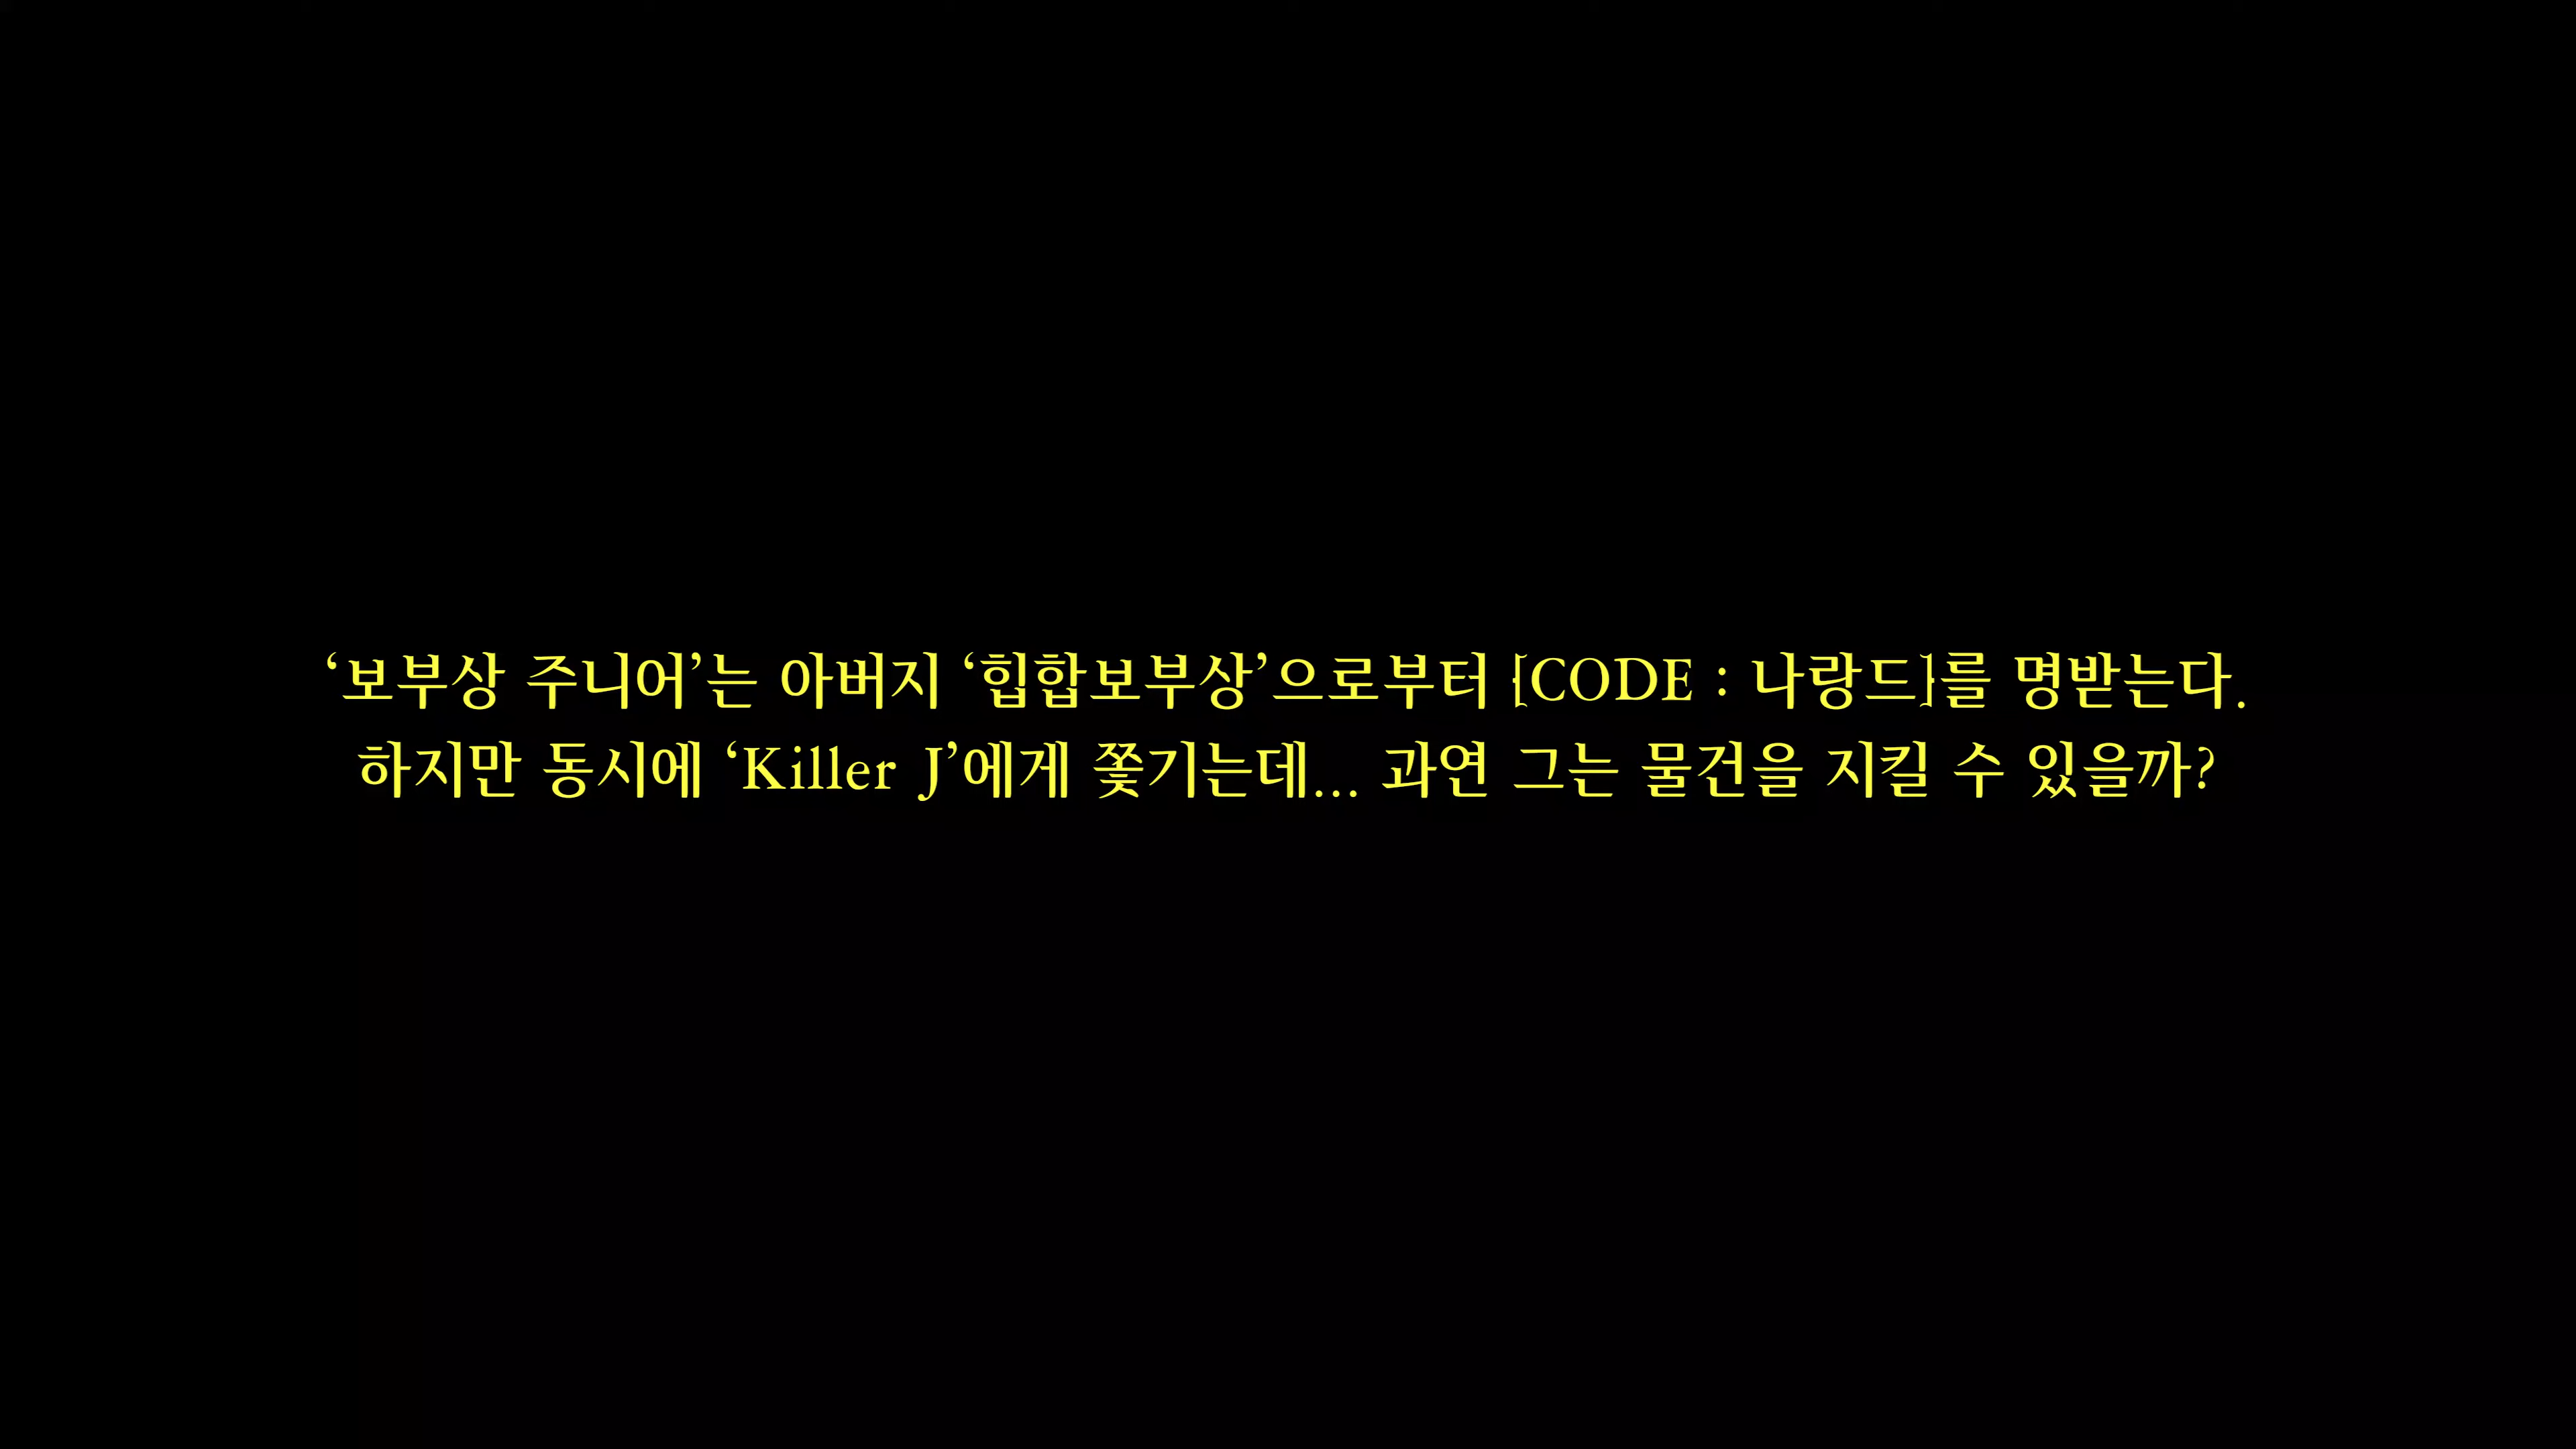 ‘보부상 주니어’는 아버지 ‘힙합보부상’으로부터 {CODE : 나랑드}를 명받는다.
하지만 동시에 ‘Killer J’에게 쫓기는데... 과연 그는 물건을 지킬 수 있을까?